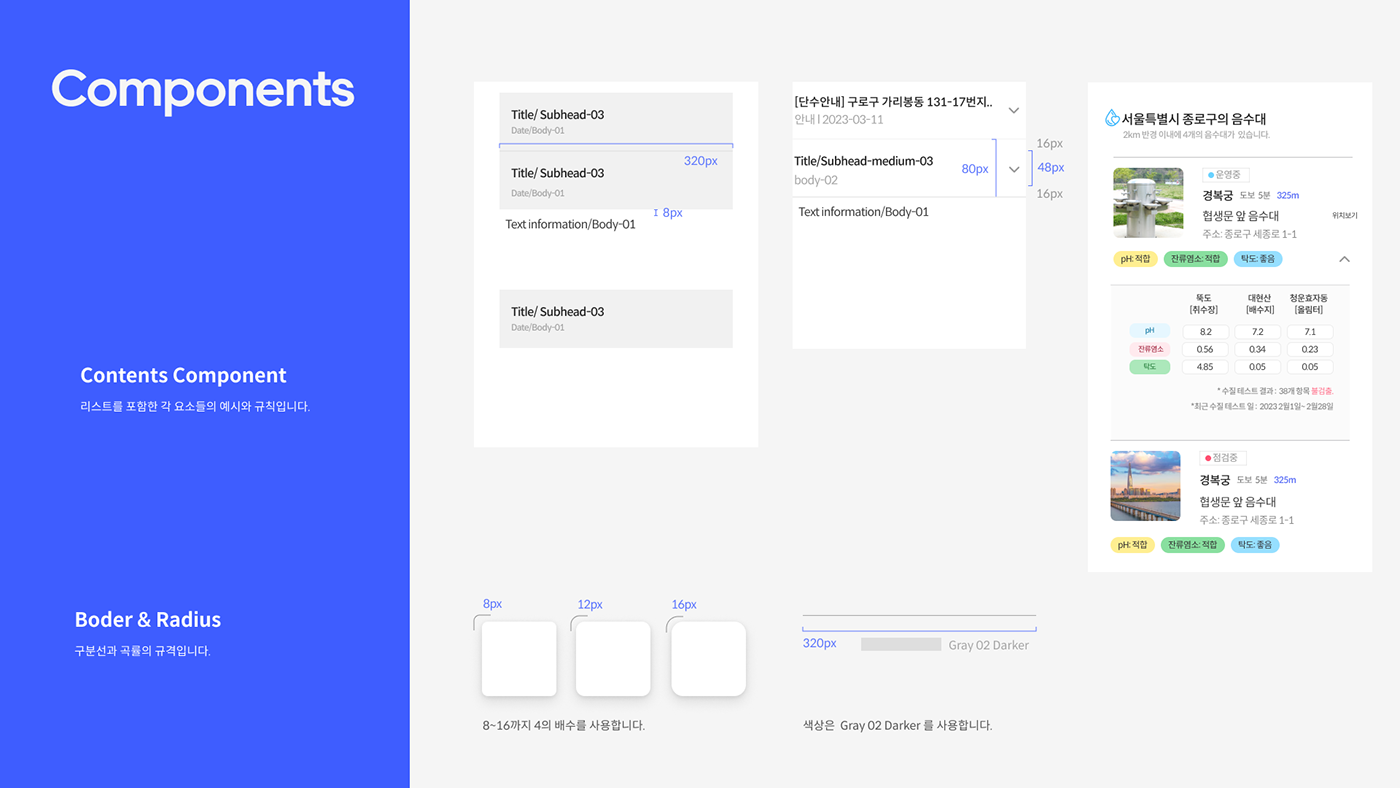 Components
Contents Component
리스트를 포함한 각 요소들의 예시와 규칙입니다.
Boder & Radius
구분선과 곡률의 규격입니다.
Title/ Subhead-03
Date/Body-01
320px
Title/ Subhead-03
Date/Body-01
8px
Text information/Body-01
Title/ Subhead-03
Date/Body-01
[단수안내] 구로구 가리봉동 131-17번지..
안내 l 2023-03-11
Title/Subhead-medium-03
body-02
80px
16px
48px
16px
Text information/Body-01
서울특별시 종로구의 음수대
2km 반경 이내에 4개의 음수대가 있습니다.
운영중
경복궁 도보 5분 325m
협생문 앞 음수대
위치보기
주소: 종로구 세종로 1-1
pH: 적합 잔류염소: 적합 탁도: 좋음
뚝도 대현산 청운효자동
[취수장] [배수지] [올림터]
pH 8.2 7.2 7.1
잔류염소 0.56 0.34 0.23
탁도 4.85 0.05 0.05
* 수질 테스트 결과 : 38개 항목 불검출.
*최근 수질 테스트 일 : 2023 2월1일~ 2월28일
점검중
경복궁 도보 5분 325m
협생문 앞 음수대
주소: 종로구 세종로 1-1
pH: 적합 잔류염소: 적합 탁도: 좋음
8px 12px 16px
8~16까지 4의 배수를 사용합니다.
320px
Gray 02 Darker
색상은 Gray 02 Darker 를 사용합니다.